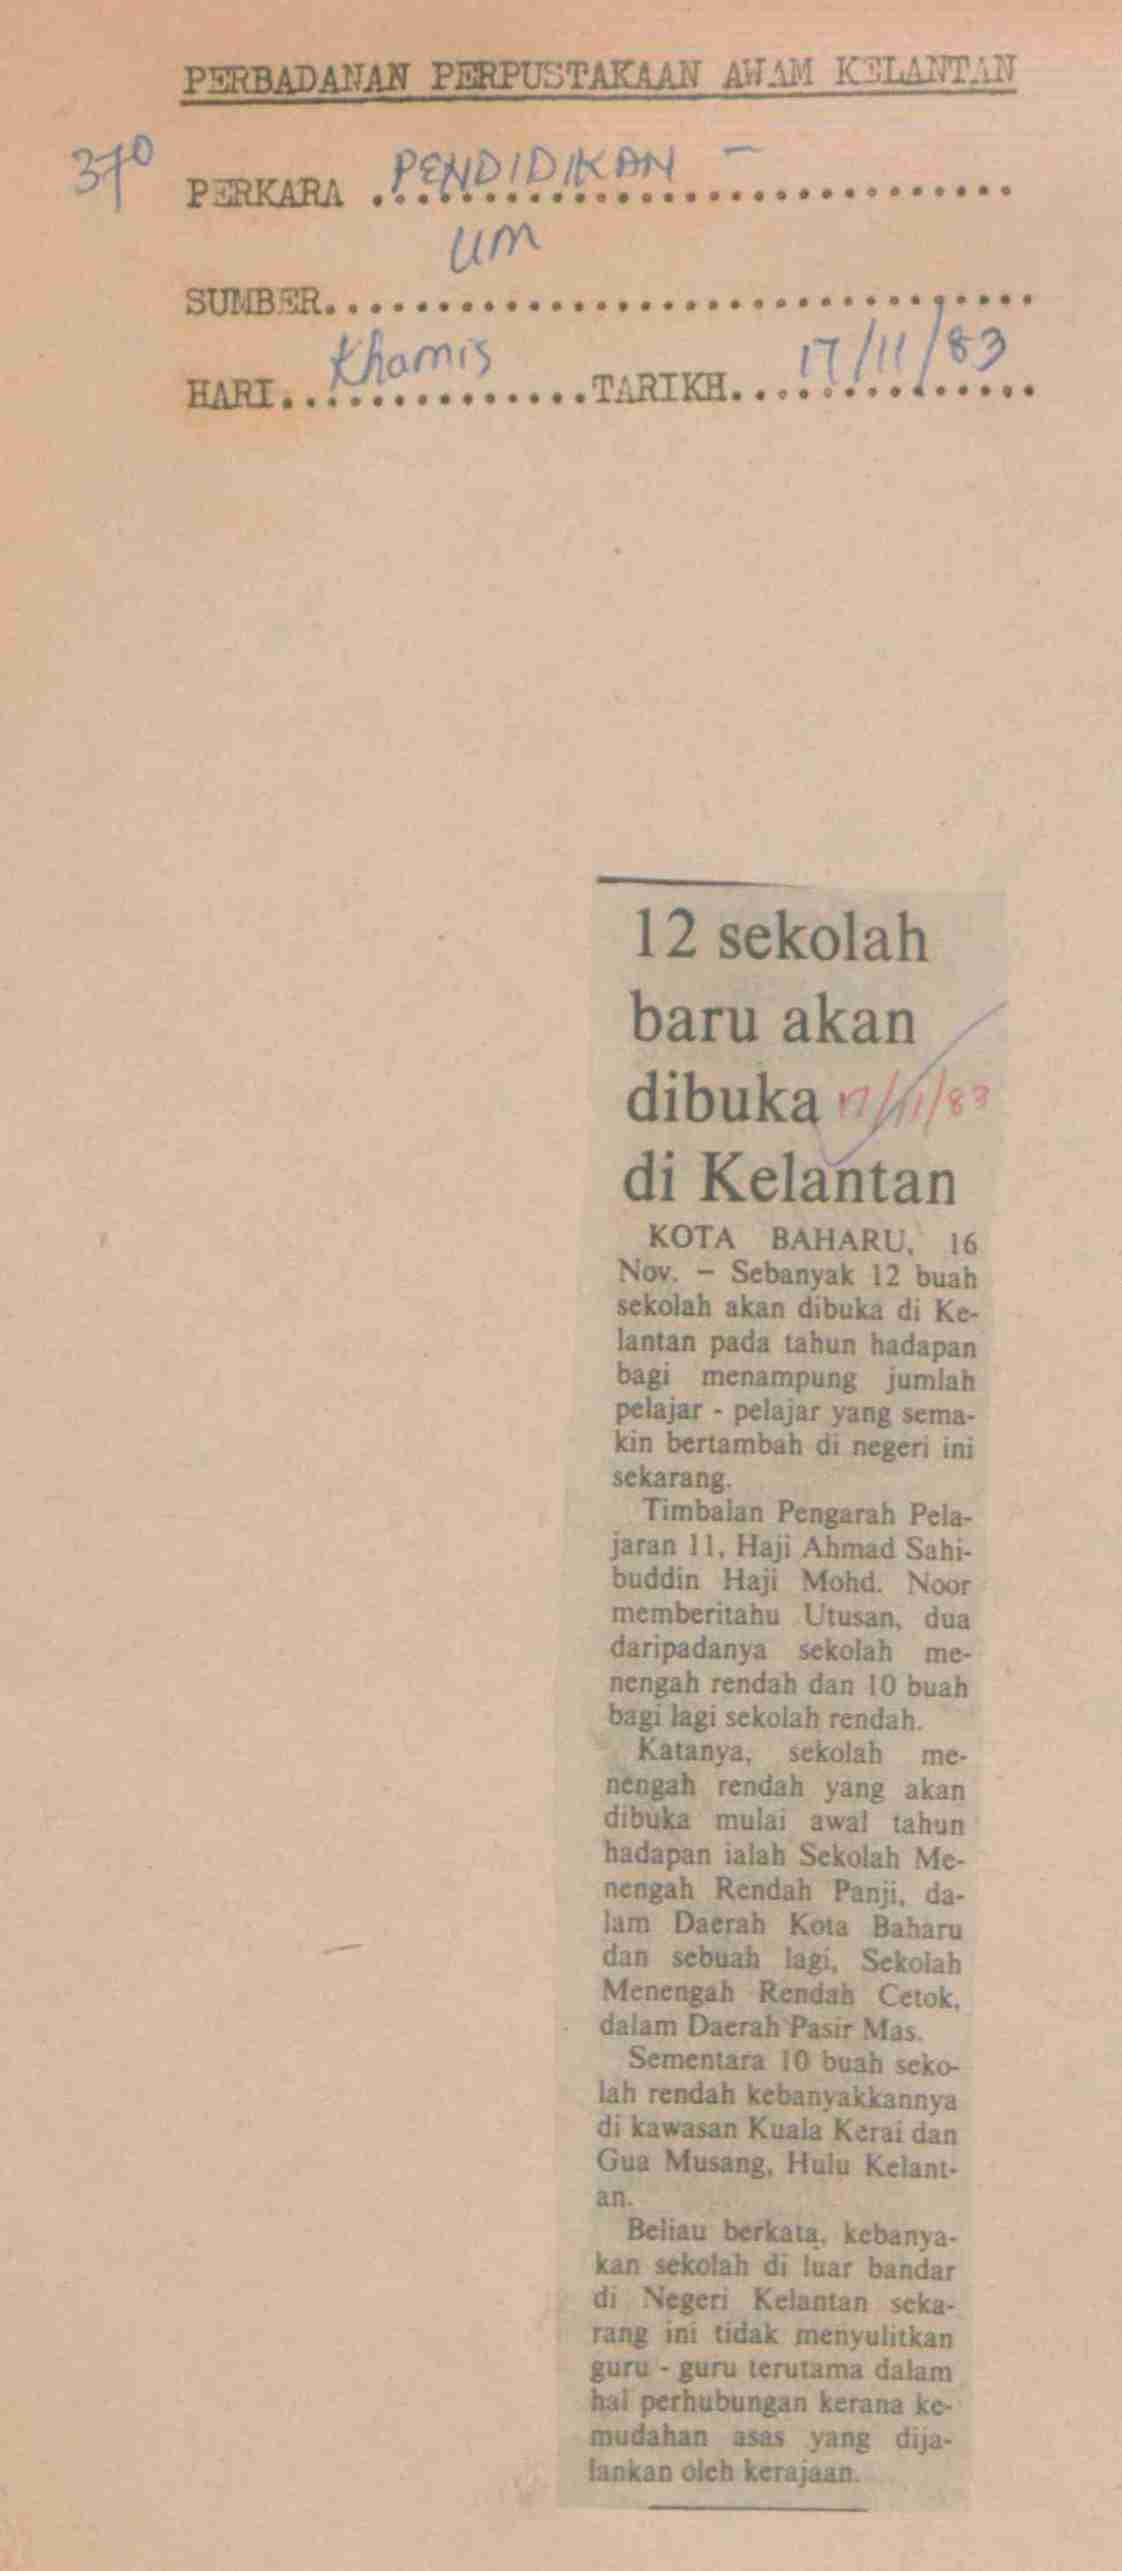 PERBADANAN PERPUSTAKAAN AWAM KELANTAN
370
PERKARA .PENDIDIKAN -............................
UM
SUMBER................................
HARI..Khamis............TARIKH...17/11/83...........
12 sekolah
baru akan
dibuka 17/11/83
di Kelantan
KOTA BAHARU, 16
Nov. – Sebanyak 12 buah
sekolah akan dibuka di Ke-
lantan pada tahun hadapan
bagi menampung jumlah
pelajar - pelajar yang sema-
kin bertambah di negeri ini
sekarang.
Timbalan Pengarah Pela-
jaran 11, Haji Ahmad Sahi-
buddin Haji Mohd. Noor
memberitahu Utusan, dua
daripadanya sekolah me-
nengah rendah dan 10 buah
bagi lagi sekolah rendah.
Katanya, sekolah me-
nengah rendah yang akan
dibuka mulai awal tahun
hadapan ialah Sekolah Me-
nengah Rendah Panji, da-
lam Daerah Kota Baharu
dan sebuah lagi, Sekolah
Menengah Rendah Cetok,
dalam Daerah Pasir Mas.
Sementara 10 buah seko-
lah rendah kebanyakkannya
di kawasan Kuala Kerai dan
Gua Musang, Hulu Kelant-
an.
Beliau berkata, kebanya-
kan sekolah di luar bandar
di Negeri Kelantan seka-
rang ini tidak menyulitkan
guru - guru terutama dalam
hal perhubungan kerana ke-
mudahan asas yang dija-
lankan oleh kerajaan.